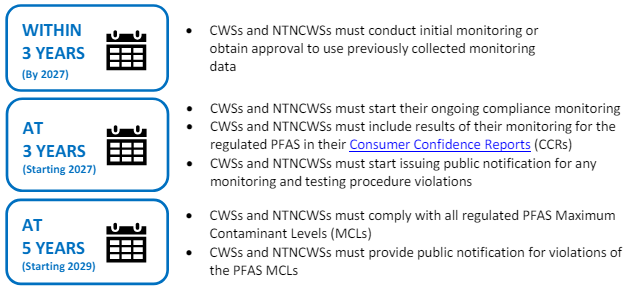 WITHIN
3 YEARS
(By 2027)
• CWSs and NTNCWSs must conduct initial monitoring or
obtain approval to use previously collected monitoring
data
AT
3 YEARS
(Starting 2027)
• CWSs and NTNCWSs must start their ongoing compliance monitoring
• CWSs and NTNCWSs must include results of their monitoring for the
regulated PFAS in their Consumer Confidence Reports (CCRs)
• CWSs and NTNCWSs must start issuing public notification for any
monitoring and testing procedure violations
AT
5 YEARS
(Starting 2029)
• CWSs and NTNCWSs must comply with all regulated PFAS Maximum
Contaminant Levels (MCLs)
• CWSs and NTNCWSs must provide public notification for violations of
the PFAS MCLs